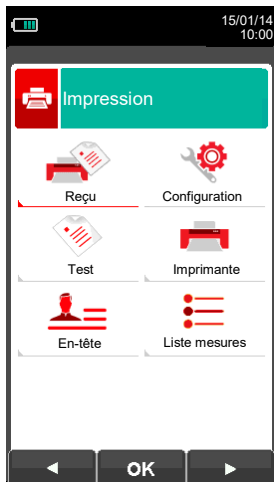 15/01/14
10:00
Impression
Reçu
Configuration
Test
Imprimante
En-tête
Liste mesures
OK